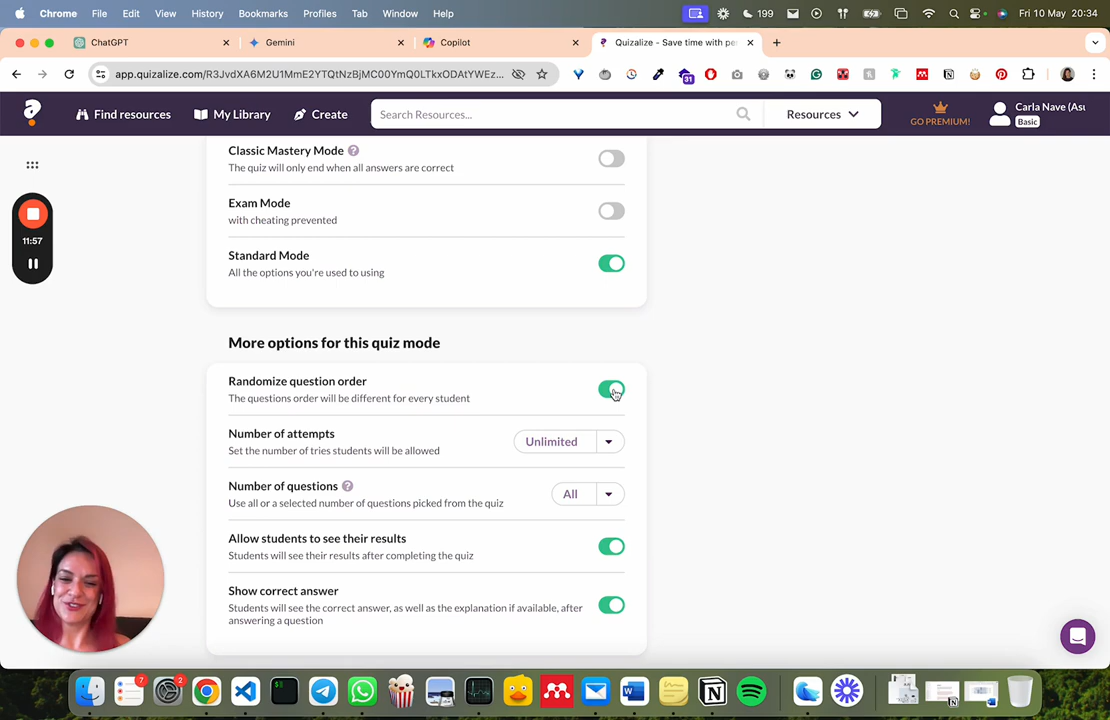 Chrome File Edit View History Bookmarks Profiles Tab Window Help 199 Fri 10 May 20:34
ChatGPT Gemini Copilot Quizalize - Save time with pe
app.quizalize.com/R3JvdXA6M2U1MmE2YTQtNzBjMC00YmQ0LTkxODAtYWEz...
31
Find resources My Library Create Search Resources... Resources GO PREMIUM! Carla Nave (Asu
Basic
Classic Mastery Mode ?
The quiz will only end when all answers are correct
Exam Mode
with cheating prevented
11:57
Standard Mode
All the options you're used to using
More options for this quiz mode
Randomize question order
The questions order will be different for every student
Number of attempts
Set the number of tries students will be allowed
Unlimited
Number of questions ?
Use all or a selected number of questions picked from the quiz
All
Allow students to see their results
Students will see their results after completing the quiz
Show correct answer
Students will see the correct answer, as well as the explanation if available, after
answering a question
7 2